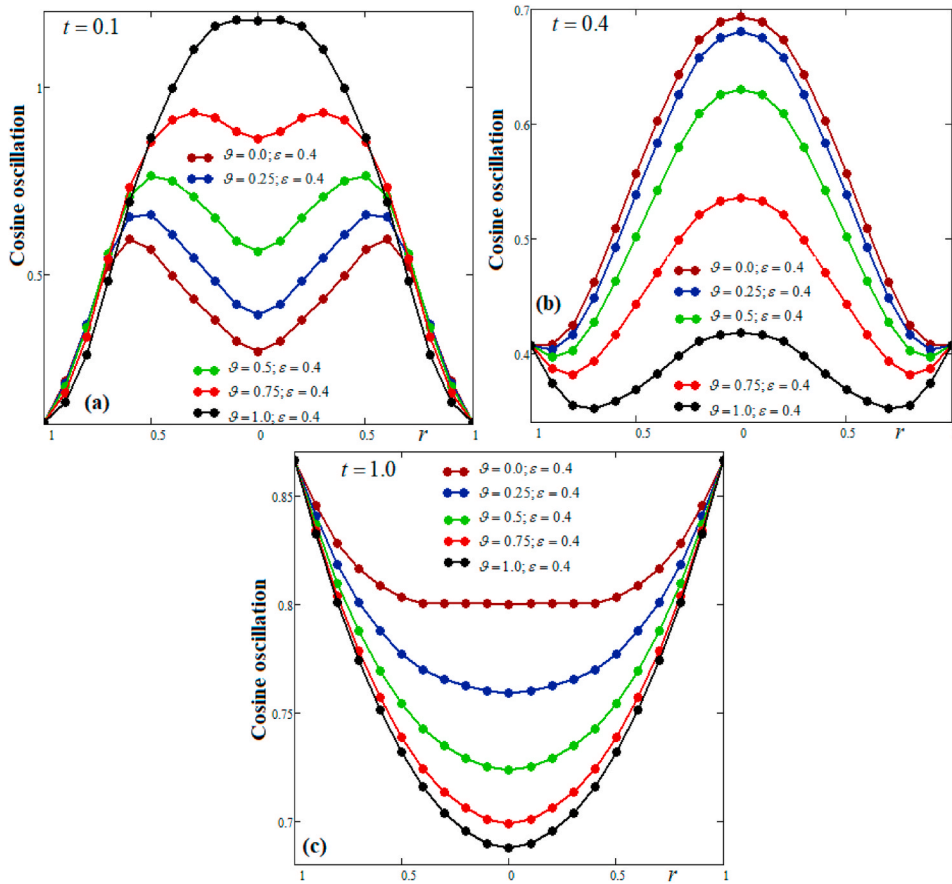 t = 0.1
Cosine oscillation
1
0.5
ϑ = 0.0; ε = 0.4
ϑ = 0.25; ε = 0.4
ϑ = 0.5; ε = 0.4
ϑ = 0.75; ε = 0.4
ϑ = 1.0; ε = 0.4
(a)
1 0.5 0 0.5 r 1
t = 0.4
Cosine oscillation
0.7
0.6
0.5
0.4
ϑ = 0.0; ε = 0.4
ϑ = 0.25; ε = 0.4
ϑ = 0.5; ε = 0.4
ϑ = 0.75; ε = 0.4
ϑ = 1.0; ε = 0.4
(b)
1 0.5 0 0.5 r 1
t = 1.0
Cosine oscillation
0.85
0.8
0.75
0.7
ϑ = 0.0; ε = 0.4
ϑ = 0.25; ε = 0.4
ϑ = 0.5; ε = 0.4
ϑ = 0.75; ε = 0.4
ϑ = 1.0; ε = 0.4
(c)
1 0.5 0 0.5 r 1